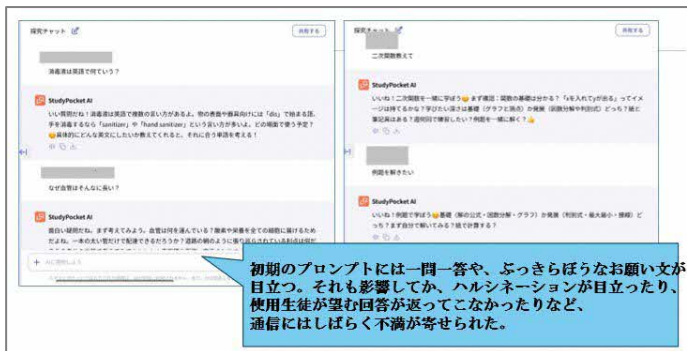 探究チャット
共有する
消毒液は英語で何ていう?
StudyPocket AI
いい質問だね!消毒液は英語で複数の言い方があるよ。物の表面や器具向けには「dis」で始まる語、
手を消毒するなら「sanitizer」や「hand sanitizer」という言い方が多いよ。どの場面で使う予定?
😊具体的にどんな英文にしたいか教えてくれると、それに合う単語を考える!
なぜ血管はそんなに長い?
StudyPocket AI
面白い疑問だね。まず考えてみよう。血管は何を運んでいる?酸素や栄養を全ての細胞に届けるため
だよね。一本の太い管だけで配達できるだろうか?道路の網のように張り巡らされている利点は何だ
探究チャット
共有する
二次関数教えて
StudyPocket AI
いいね!二次関数を一緒に学ぼう😊まず確認:関数の基礎は分かる?「xを入れてyが出る」ってイメ
ージは持てるかな?学びたい深さは基礎(グラフと頂点)か発展(因数分解や判別式)どっち?紙と
筆記具はある?週何回で練習したい?例題を一緒に解く?👍
例題を解きたい
StudyPocket AI
いいね!例題で学ぼう😊基礎(解の公式・因数分解・グラフ)か発展(判別式・最大最小・接線)ど
っち?まず自分で解いてみる?紙で計算する?
初期のプロンプトには一問一答や、ぶっきらぼうなお願い文が
目立つ。それも影響してか、ハルシネーションが目立ったり、
使用生徒が望む回答が返ってこなかったりなど、
通信にはしばらく不満が寄せられた。